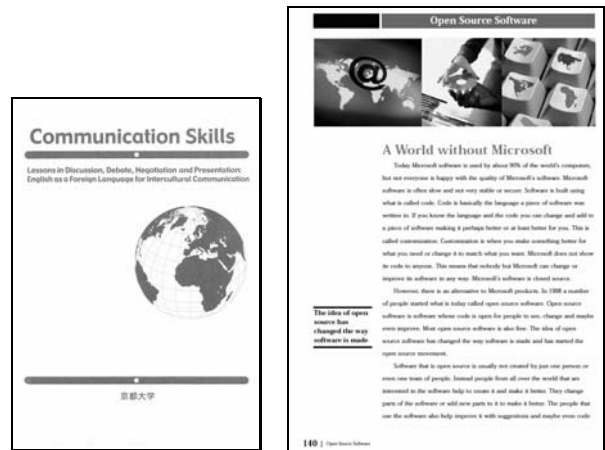 Communication Skills
Lessons in Discussion, Debate, Negotiation and Presentation:
English as a Foreign Language for Intercultural Communication
京都大学
Open Source Software
@
A World without Microsoft
Today Microsoft software is used by about 90% of the world's computers,
but not everyone is happy with the quality of Microsoft's software. Microsoft
software is often slow and not very stable or secure. Software is built using
what is called code. Code is basically the language a piece of software was
written in. If you know the language and the code you can change and add to
a piece of software making it perhaps better or at least better for you. This is
called customization. Customization is when you make something better for
what you need or change it to match what you want. Microsoft does not show
its code to anyone. This means that nobody but Microsoft can change or
improve its software in any way. Microsoft's software is closed source.
However, there is an alternative to Microsoft products. In 1998 a number
of people started what is today called open source software. Open source
software is software whose code is open for people to see, change and maybe
even improve. Most open source software is also free. The idea of open
source software has changed the way software is made and has started the
open source movement.
The idea of open
source has
changed the way
software is made
Software that is open source is usually not created by just one person or
even one team of people. Instead people from all over the world that are
interested in the software help to create it and make it better. They change
parts of the software or add new parts to it to make it better. The people that
use the software also help improve it with suggestions and maybe even code
140 | Open Source Software